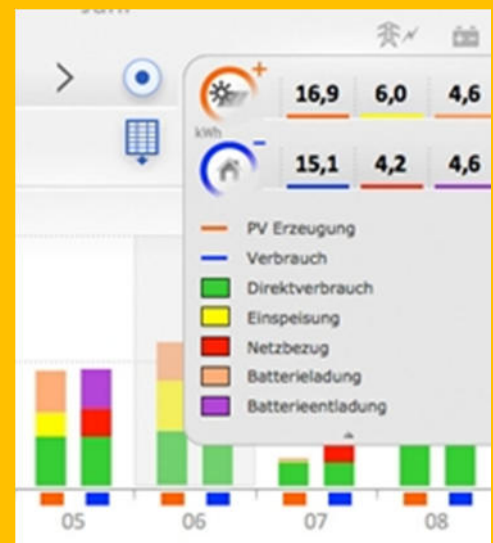 16,9 6,0 4,6
kWh
15,1 4,2 4,6
PV Erzeugung
Verbrauch
Direktverbrauch
Einspeisung
Netzbezug
Batterieladung
Batterieentladung
05 06 07 08